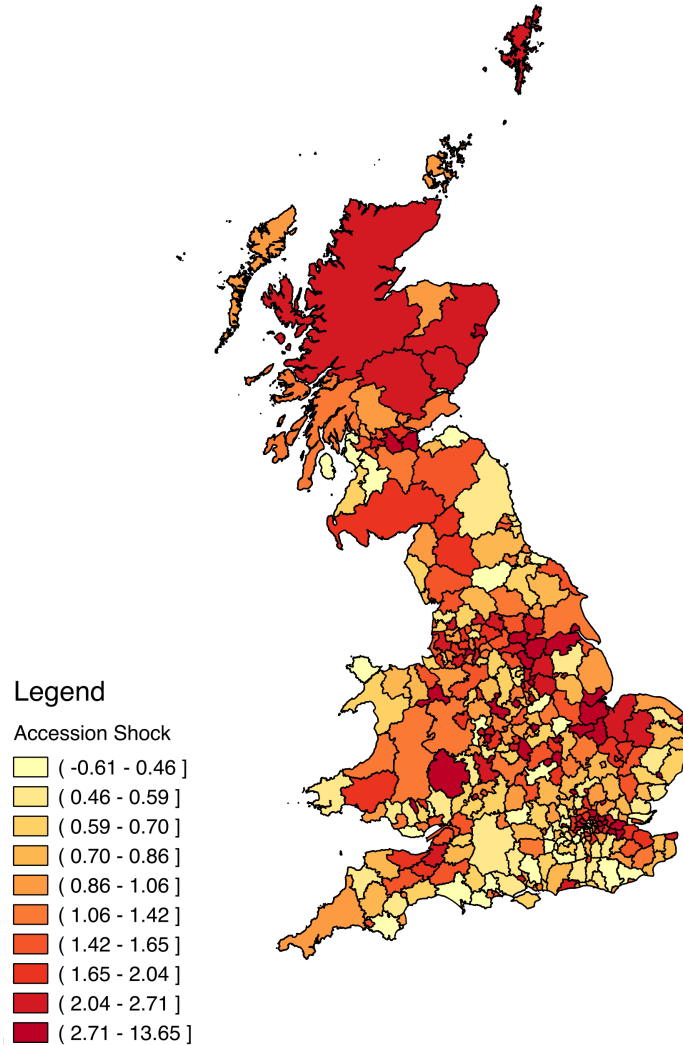 Legend
Accession Shock
( -0.61 - 0.46 ]
( 0.46 - 0.59 ]
( 0.59 - 0.70 ]
( 0.70 - 0.86 ]
( 0.86 - 1.06 ]
( 1.06 - 1.42 ]
( 1.42 - 1.65 ]
( 1.65 - 2.04 ]
( 2.04 - 2.71 ]
( 2.71 - 13.65 ]